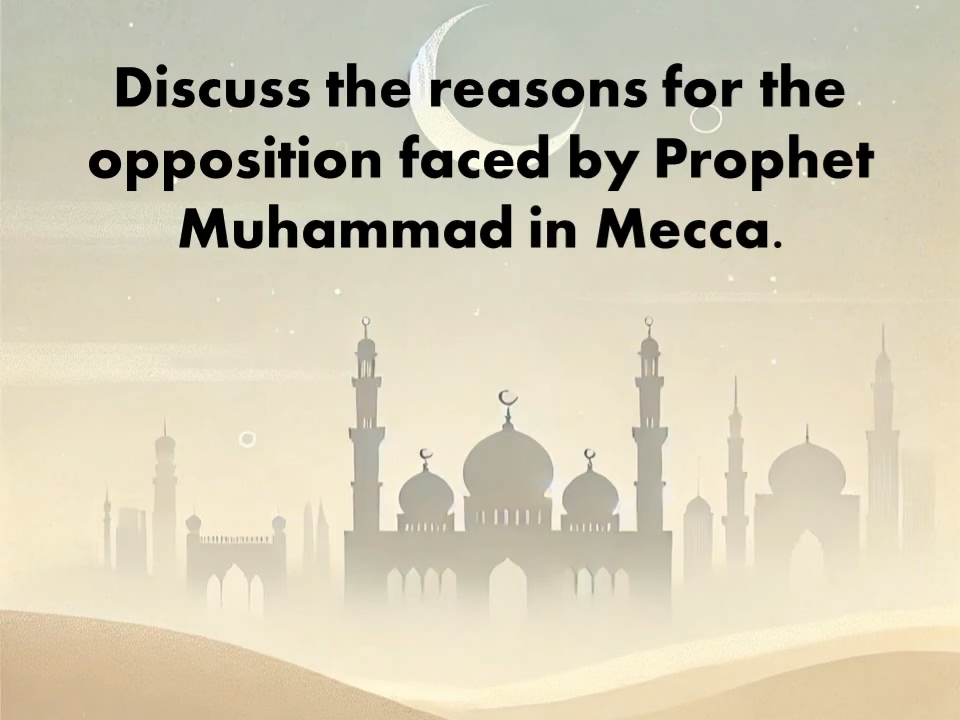 Discuss the reasons for the
opposition faced by Prophet
Muhammad in Mecca.